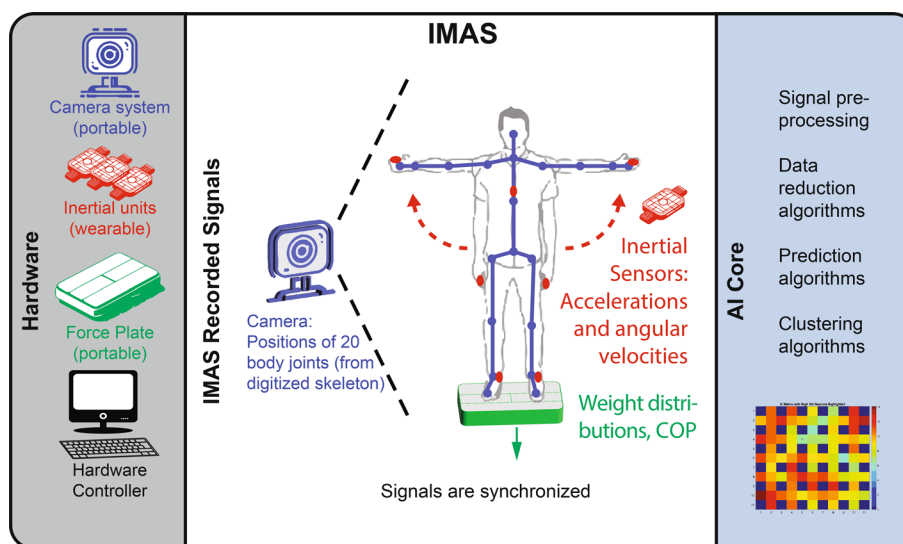 IMAS
Hardware
Camera system
(portable)
Inertial units
(wearable)
Force Plate
(portable)
Hardware
Controller
IMAS Recorded Signals
Camera:
Positions of 20
body joints (from
digitized skeleton)
Inertial
Sensors:
Accelerations
and angular
velocities
Weight distri-
butions, COP
Signals are synchronized
AI Core
Signal pre-
processing
Data
reduction
algorithms
Prediction
algorithms
Clustering
algorithms